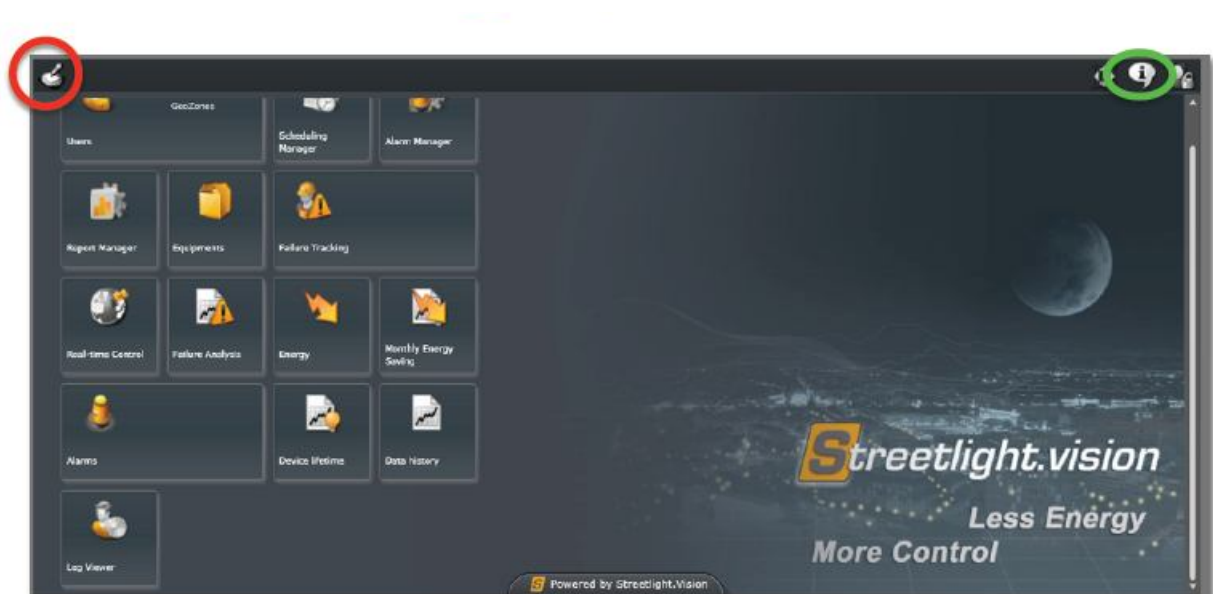 GeoZones
Users
Scheduling
Manager
Alarm Manager
Report Manager
Equipments
Failure Tracking
Real-time Control
Failure Analysis
Energy
Monthly Energy
Saving
Alarms
Device lifetime
Data history
Log Viewer
Streetlight.vision
Less Energy
More Control
S Powered by Streetlight.Vision